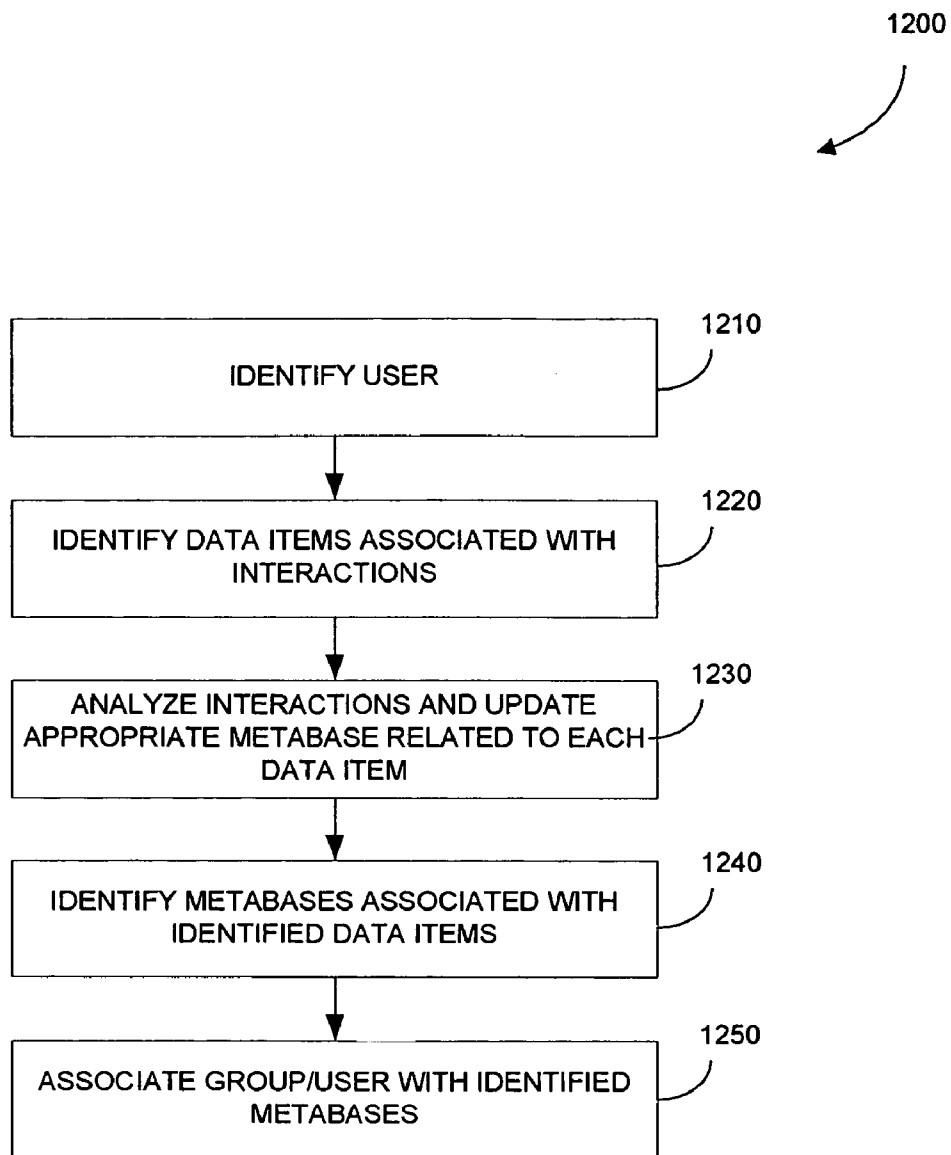 1200
1210
IDENTIFY USER
1220
IDENTIFY DATA ITEMS ASSOCIATED WITH
INTERACTIONS
1230
ANALYZE INTERACTIONS AND UPDATE
APPROPRIATE METABASE RELATED TO EACH
DATA ITEM
1240
IDENTIFY METABASES ASSOCIATED WITH
IDENTIFIED DATA ITEMS
1250
ASSOCIATE GROUP/USER WITH IDENTIFIED
METABASES